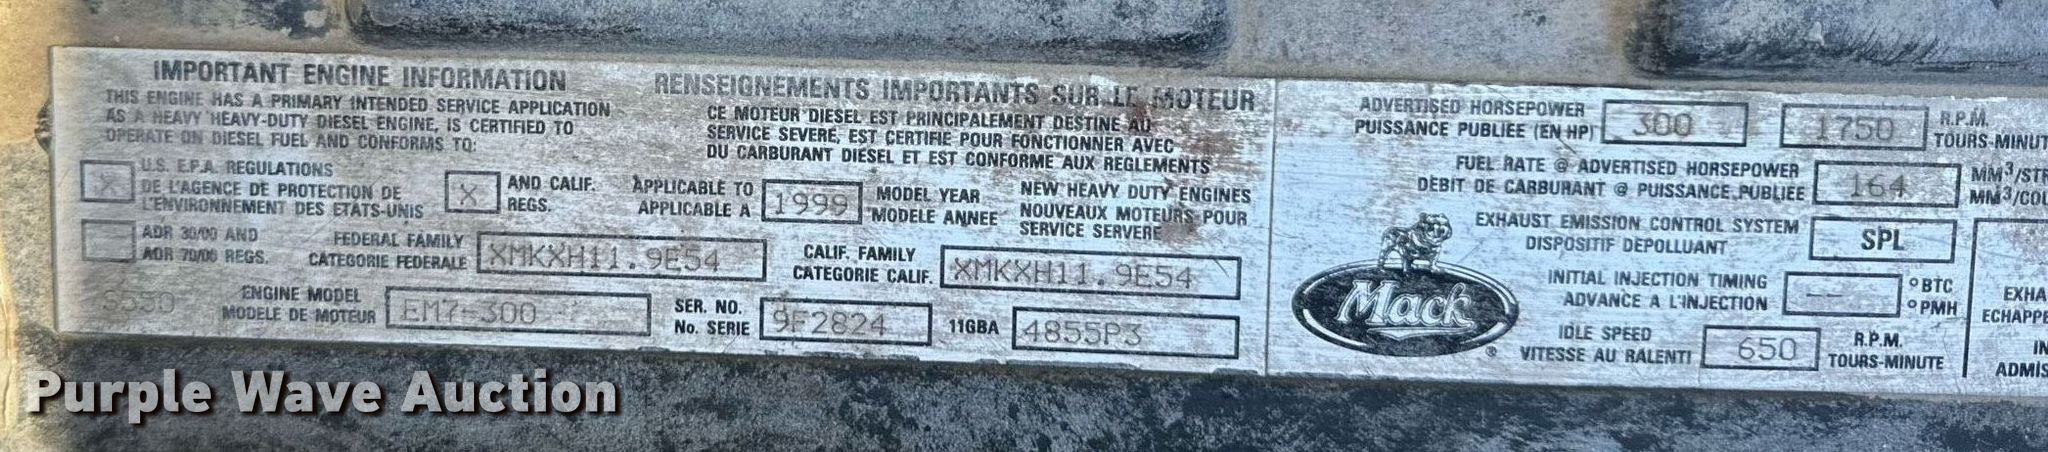 IMPORTANT ENGINE INFORMATION
THIS ENGINE HAS A PRIMARY INTENDED SERVICE APPLICATION
AS A HEAVY HEAVY-DUTY DIESEL ENGINE, IS CERTIFIED TO
OPERATE ON DIESEL FUEL AND CONFORMS TO:
RENSEIGNEMENTS IMPORTANTS SUR LE MOTEUR
CE MOTEUR DIESEL EST PRINCIPALEMENT DESTINE AU
SERVICE SEVERE, EST CERTIFIE POUR FONCTIONNER AVEC
DU CARBURANT DIESEL ET EST CONFORME AUX REGLEMENTS
X U.S. E.P.A. REGULATIONS
DE L'AGENCE DE PROTECTION DE
L'ENVIRONNEMENT DES ETATS-UNIS
X AND CALIF.
REGS.
APPLICABLE TO
APPLICABLE A
1999
MODEL YEAR
MODELE ANNEE
NEW HEAVY DUTY ENGINES
NOUVEAUX MOTEURS POUR
SERVICE SERVERE
ADR 30/00 AND
ADR 70/00 REGS.
FEDERAL FAMILY
CATEGORIE FEDERALE
XMKXH11.9E54
CALIF. FAMILY
CATEGORIE CALIF.
XMKXH11.9E54
5550
ENGINE MODEL
MODELE DE MOTEUR
EM7-300
SER. NO.
No. SERIE
9F2824
11GBA
4855P3
ADVERTISED HORSEPOWER
PUISSANCE PUBLIEE (EN HP)
300
1750
R.P.M.
TOURS-MINUT
FUEL RATE @ ADVERTISED HORSEPOWER
DEBIT DE CARBURANT @ PUISSANCE PUBLIEE
164
MM³/STR
MM³/COU
EXHAUST EMISSION CONTROL SYSTEM
DISPOSITIF DEPOLLUANT
SPL
INITIAL INJECTION TIMING
ADVANCE A L'INJECTION
--
°BTC
°PMH
Mack
®
IDLE SPEED
VITESSE AU RALENTI
650
R.P.M.
TOURS-MINUTE
EXHA
ECHAPPE
IN
ADMIS
Purple Wave Auction